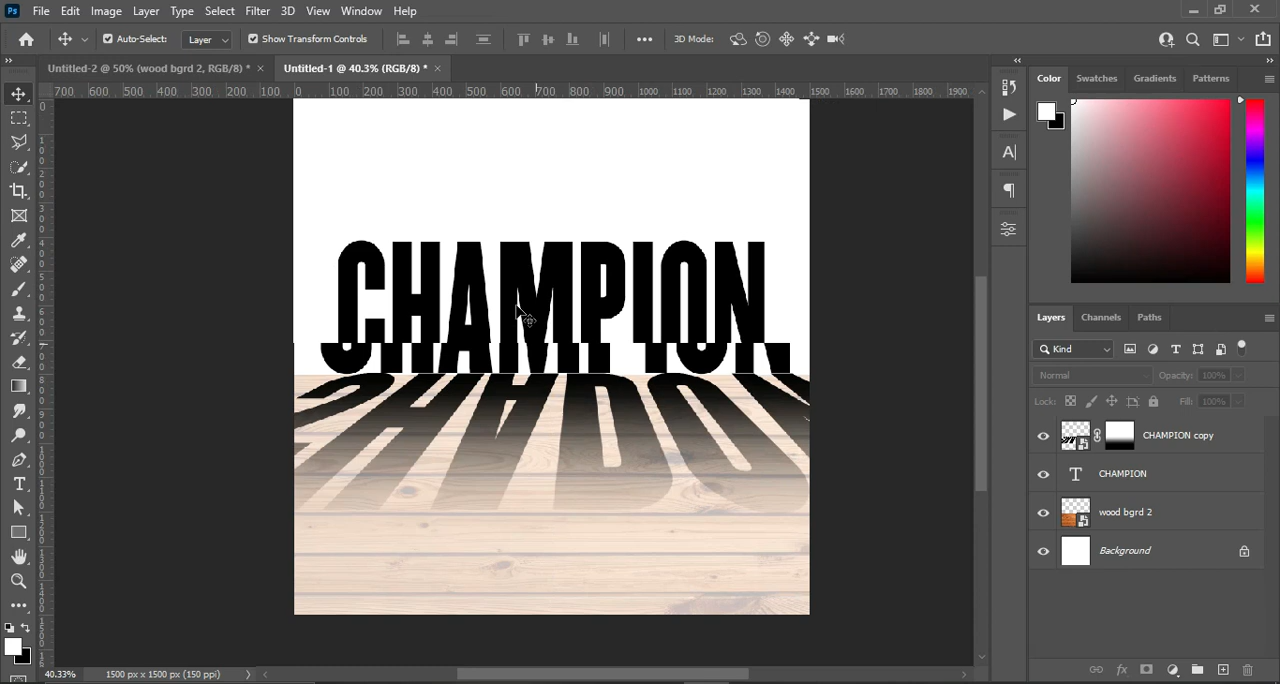 Ps File Edit Image Layer Type Select Filter 3D View Window Help
Auto-Select: Layer Show Transform Controls 3D Mode:
Untitled-2 @ 50% (wood bgrd 2, RGB/8) * × Untitled-1 @ 40.3% (RGB/8) * ×
700 600 500 400 300 200 100 0 100 200 300 400 500 600 700 800 900 1000 1100 1200 1300 1400 1500 1600 1700 1800 1900
Color Swatches Gradients Patterns
CHAMPION
Layers Channels Paths
Kind
Normal Opacity: 100%
Lock: Fill: 100%
CHAMPION copy
CHAMPION
wood bgrd 2
Background
40.33% 1500 px x 1500 px (150 ppi)